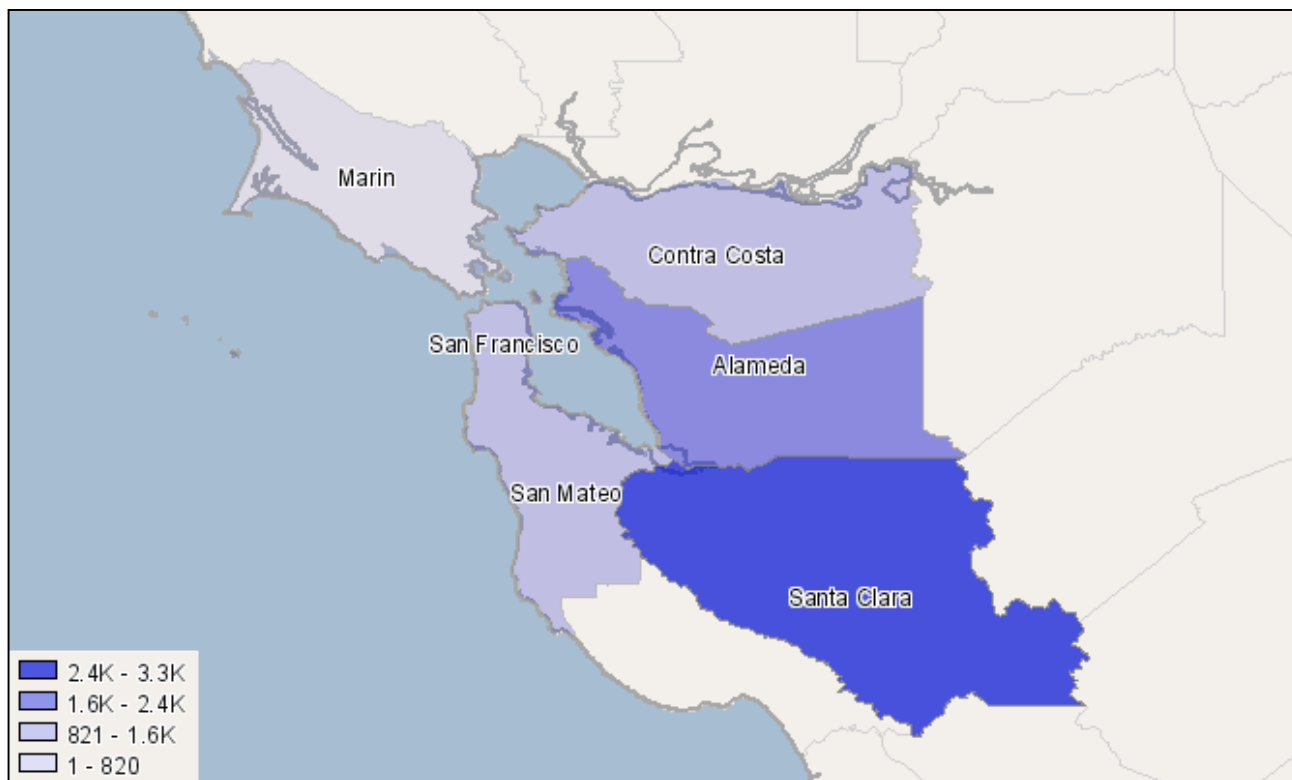 Marin
Contra Costa
San Francisco
Alameda
San Mateo
Santa Clara
2.4K - 3.3K
1.6K - 2.4K
821 - 1.6K
1 - 820